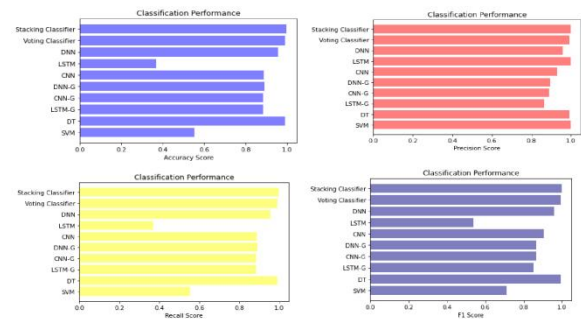 Classification Performance
Stacking Classifier
Voting Classifier
DNN
LSTM
CNN
DNN-G
CNN-G
LSTM-G
DT
SVM
0.0 0.2 0.4 0.6 0.8 1.0
Accuracy Score
Classification Performance
Stacking Classifier
Voting Classifier
DNN
LSTM
CNN
DNN-G
CNN-G
LSTM-G
DT
SVM
0.0 0.2 0.4 0.6 0.8 1.0
Precision Score
Classification Performance
Stacking Classifier
Voting Classifier
DNN
LSTM
CNN
DNN-G
CNN-G
LSTM-G
DT
SVM
0.0 0.2 0.4 0.6 0.8 1.0
Recall Score
Classification Performance
Stacking Classifier
Voting Classifier
DNN
LSTM
CNN
DNN-G
CNN-G
LSTM-G
DT
SVM
0.0 0.2 0.4 0.6 0.8 1.0
F1 Score